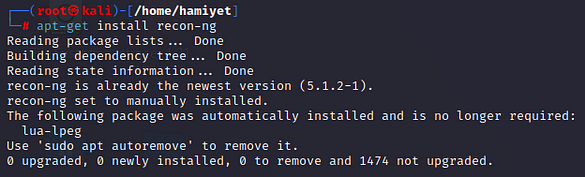 ┌──(root㉿kali)-[/home/hamiyet]
└─# apt-get install recon-ng
Reading package lists... Done
Building dependency tree... Done
Reading state information... Done
recon-ng is already the newest version (5.1.2-1).
recon-ng set to manually installed.
The following package was automatically installed and is no longer required:
  lua-lpeg
Use 'sudo apt autoremove' to remove it.
0 upgraded, 0 newly installed, 0 to remove and 1474 not upgraded.